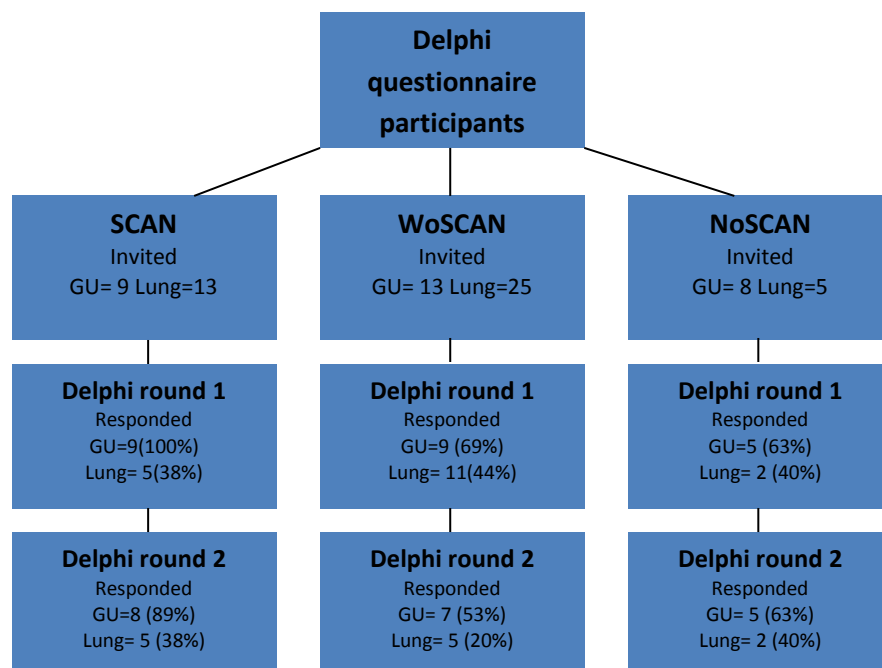 Delphi
questionnaire
participants
SCAN
Invited
GU= 9 Lung=13
WoSCAN
Invited
GU= 13 Lung=25
NoSCAN
Invited
GU= 8 Lung=5
Delphi round 1
Responded
GU=9(100%)
Lung= 5(38%)
Delphi round 1
Responded
GU=9 (69%)
Lung= 11(44%)
Delphi round 1
Responded
GU=5 (63%)
Lung= 2 (40%)
Delphi round 2
Responded
GU=8 (89%)
Lung= 5 (38%)
Delphi round 2
Responded
GU= 7 (53%)
Lung= 5 (20%)
Delphi round 2
Responded
GU= 5 (63%)
Lung= 2 (40%)